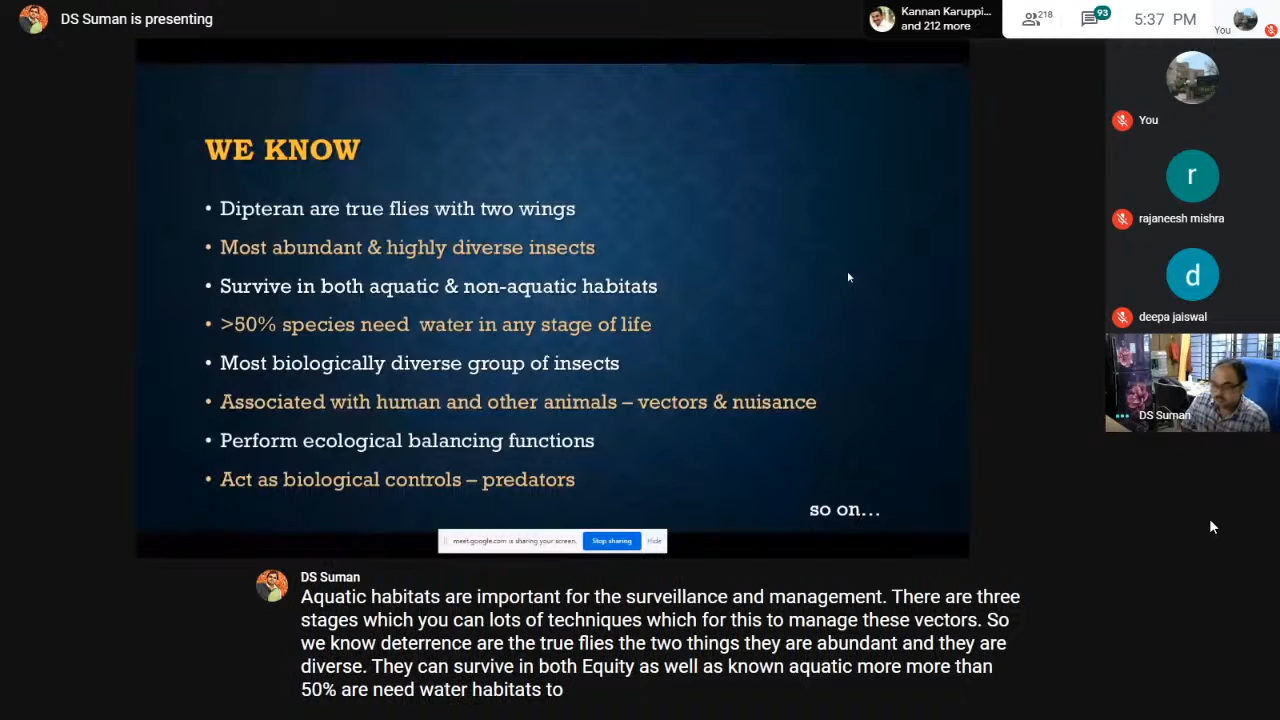 DS Suman is presenting
Kannan Karuppi...
and 212 more
218
93
5:37 PM
You
WE KNOW
• Dipteran are true flies with two wings
• Most abundant & highly diverse insects
• Survive in both aquatic & non-aquatic habitats
• >50% species need water in any stage of life
• Most biologically diverse group of insects
• Associated with human and other animals – vectors & nuisance
• Perform ecological balancing functions
• Act as biological controls – predators
so on...
meet.google.com is sharing your screen.
Stop sharing
Hide
You
r
rajaneesh mishra
d
deepa jaiswal
DS Suman
DS Suman
Aquatic habitats are important for the surveillance and management. There are three
stages which you can lots of techniques which for this to manage these vectors. So
we know deterrence are the true flies the two things they are abundant and they are
diverse. They can survive in both Equity as well as known aquatic more more than
50% are need water habitats to